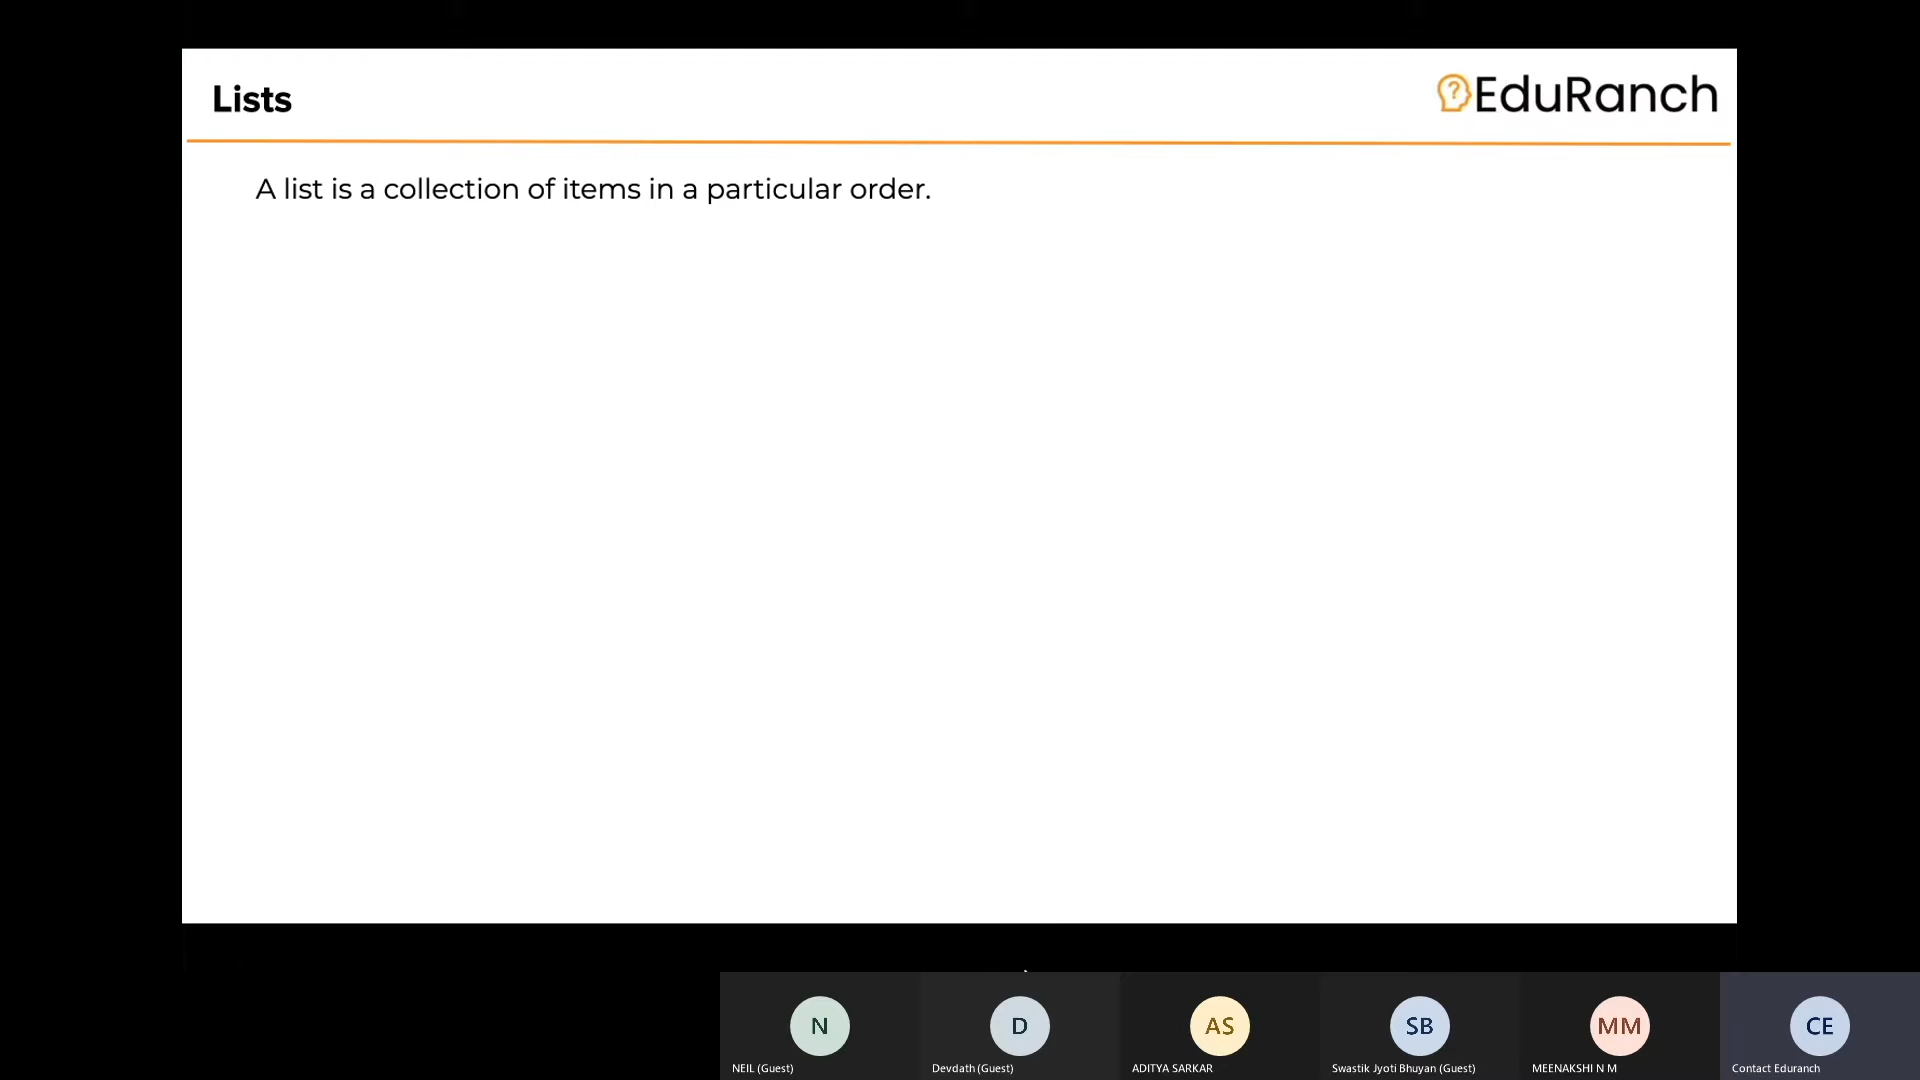 Lists
EduRanch
A list is a collection of items in a particular order.
N
D
AS
SB
MM
CE
NEIL (Guest)
Devdath (Guest)
ADITYA SARKAR
Swastik Jyoti Bhuyan (Guest)
MEENAKSHI N M
Contact Eduranch